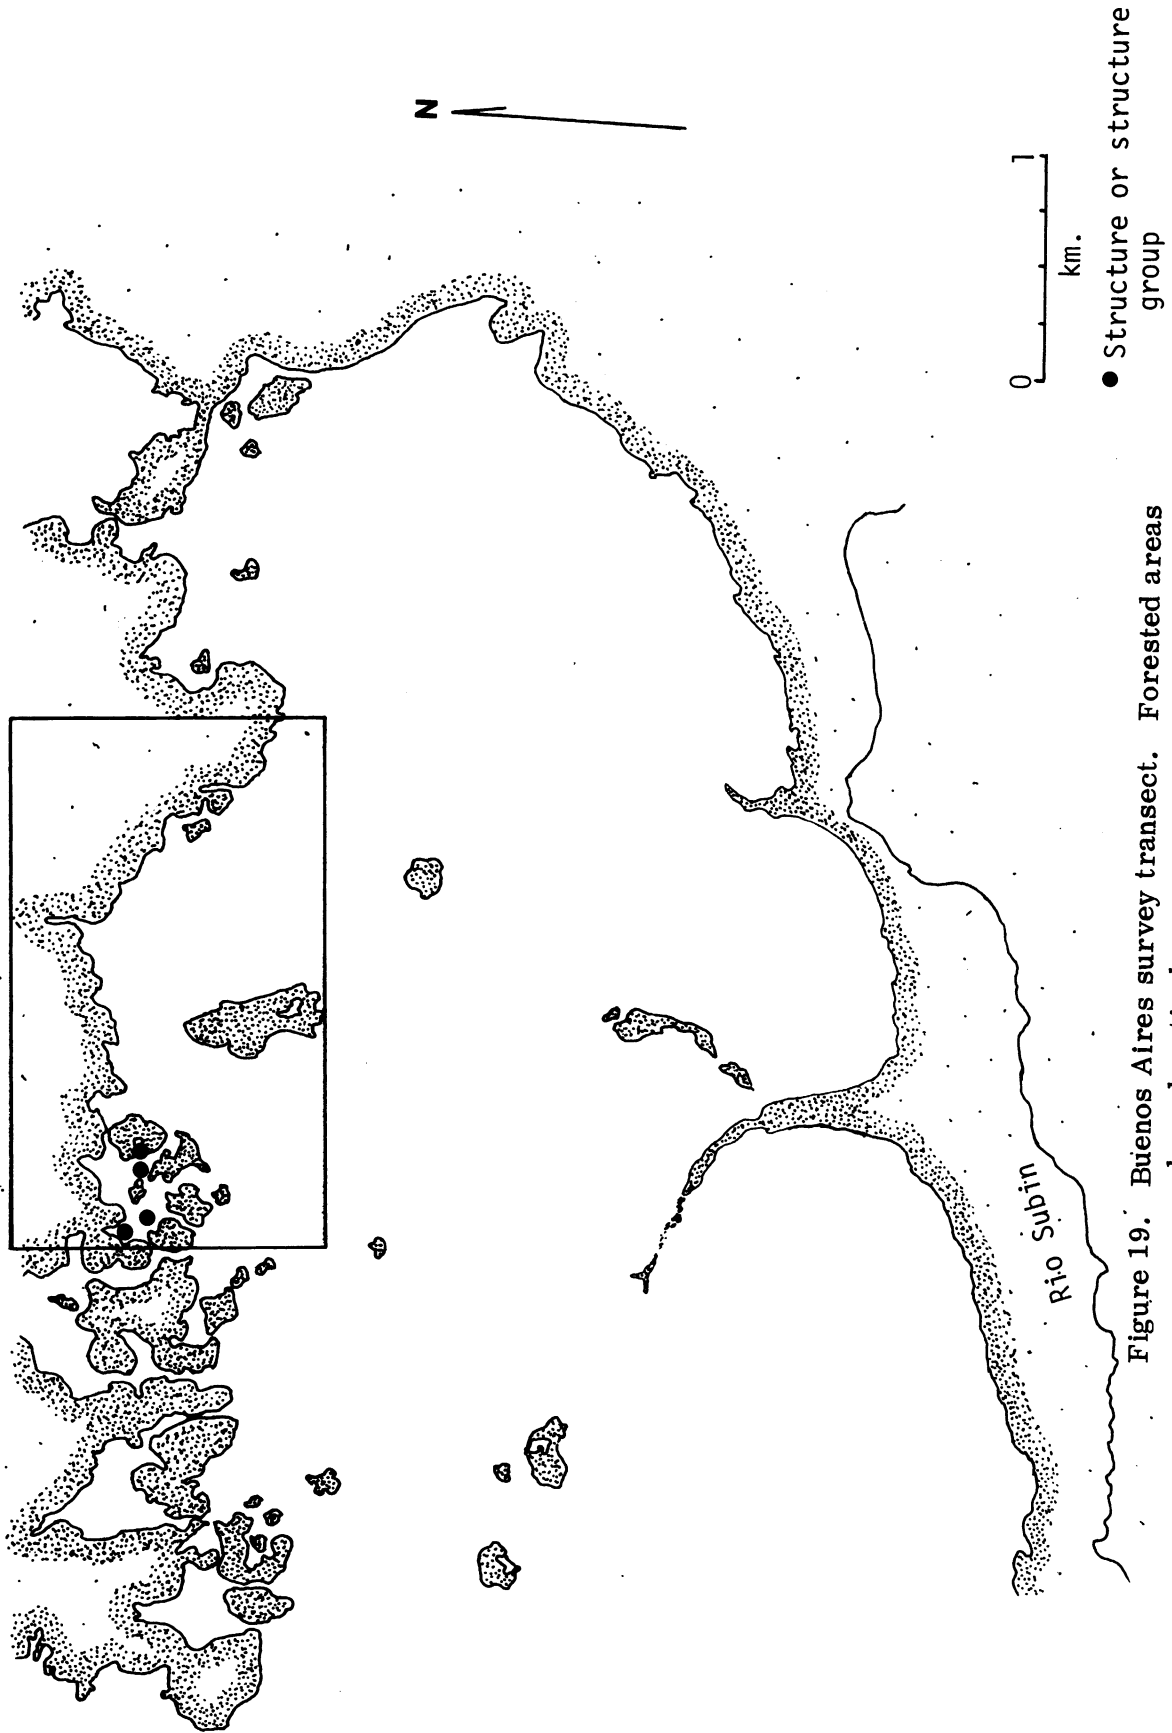 N
0 1
km.
● Structure or structure
group
Rio Subin
Figure 19. Buenos Aires survey transect. Forested areas